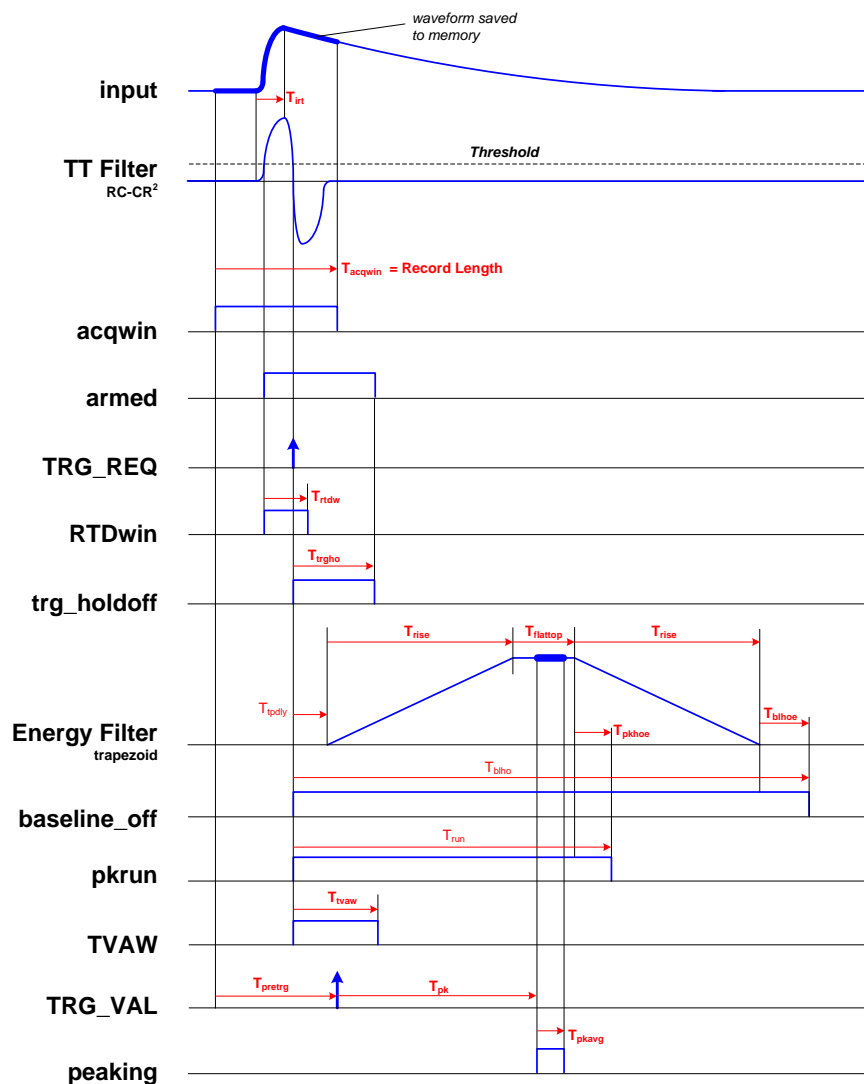 waveform saved
to memory
input
Tirt
Threshold
TT Filter
RC-CR²
Tacqwin = Record Length
acqwin
armed
TRG_REQ
Trtdw
RTDwin
Ttrgho
trg_holdoff
Trise Tflattop Trise
Ttpdly
Tblhoe
Energy Filter
Tpkhoe
trapezoid
Tblho
baseline_off
Trun
pkrun
Ttvaw
TVAW
Tpretrg Tpk
TRG_VAL
Tpkavg
peaking